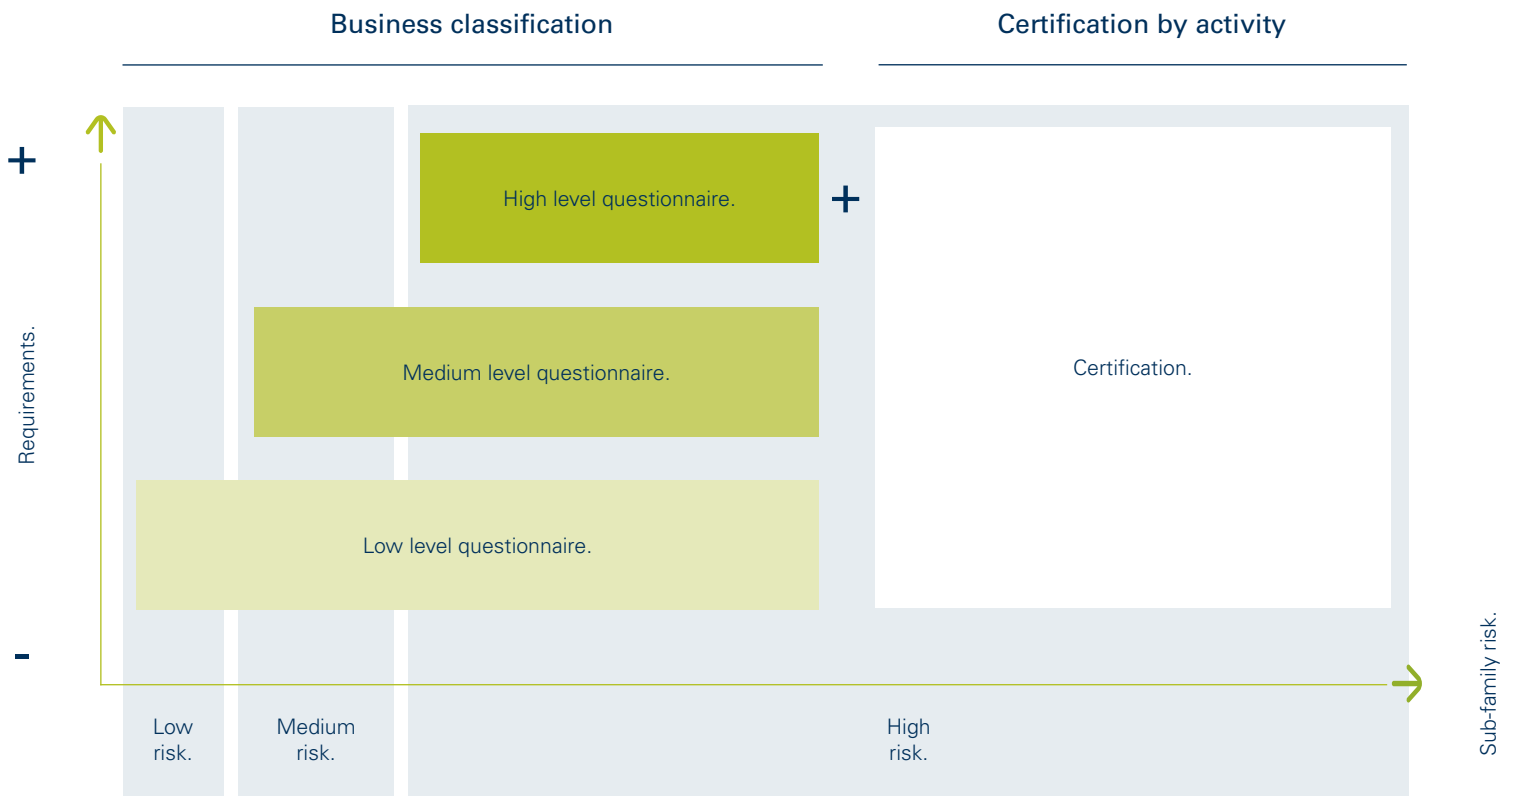 Business classification
Certification by activity
+
High level questionnaire.
+
Requirements.
Medium level questionnaire.
Certification.
Low level questionnaire.
-
Sub-family risk.
Low
risk.
Medium
risk.
High
risk.